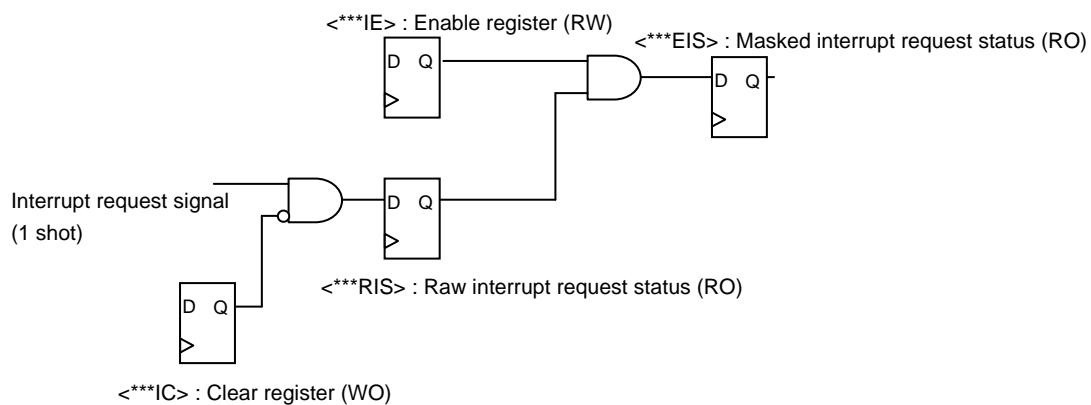 <***IE> : Enable register (RW)
<***EIS> : Masked interrupt request status (RO)
D Q
D Q
Interrupt request signal
(1 shot)
D Q
<***RIS> : Raw interrupt request status (RO)
D Q
<***IC> : Clear register (WO)